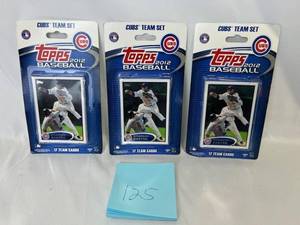 CUBS TEAM SET
TOPPS
2012
BASEBALL
17 TEAM CARDS
CUBS TEAM SET
TOPPS
2012
BASEBALL
17 TEAM CARDS
CUBS TEAM SET
TOPPS
2012
BASEBALL
17 TEAM CARDS
125